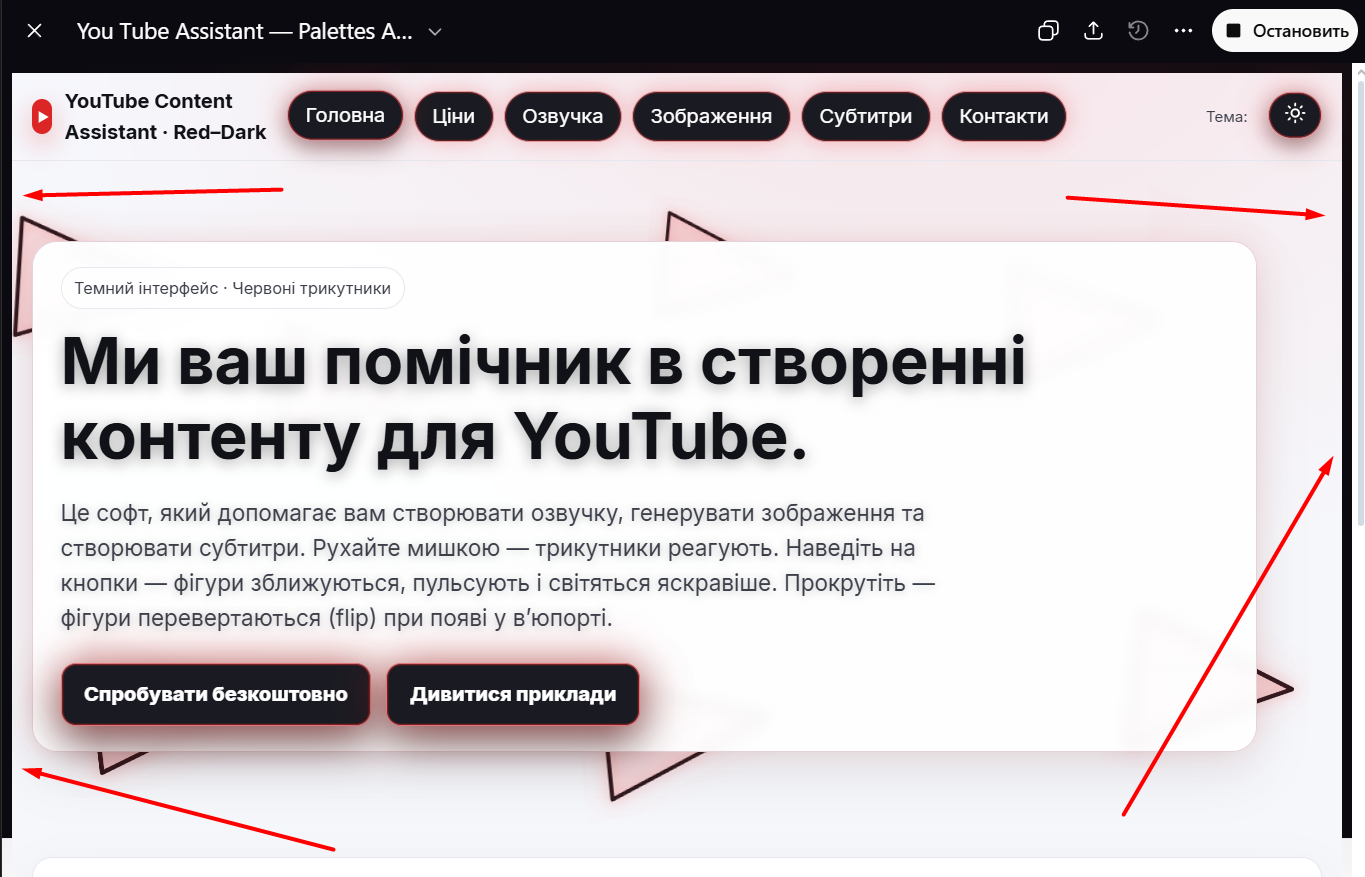 You Tube Assistant — Palettes A...
Остановить
YouTube Content
Assistant · Red–Dark
Головна
Ціни
Озвучка
Зображення
Субтитри
Контакти
Тема:
Темний інтерфейс · Червоні трикутники
Ми ваш помічник в створенні
контенту для YouTube.
Це софт, який допомагає вам створювати озвучку, генерувати зображення та
створювати субтитри. Рухайте мишкою — трикутники реагують. Наведіть на
кнопки — фігури зближуються, пульсують і світяться яскравіше. Прокрутіть —
фігури перевертаються (flip) при появі у в’юпорті.
Спробувати безкоштовно
Дивитися приклади